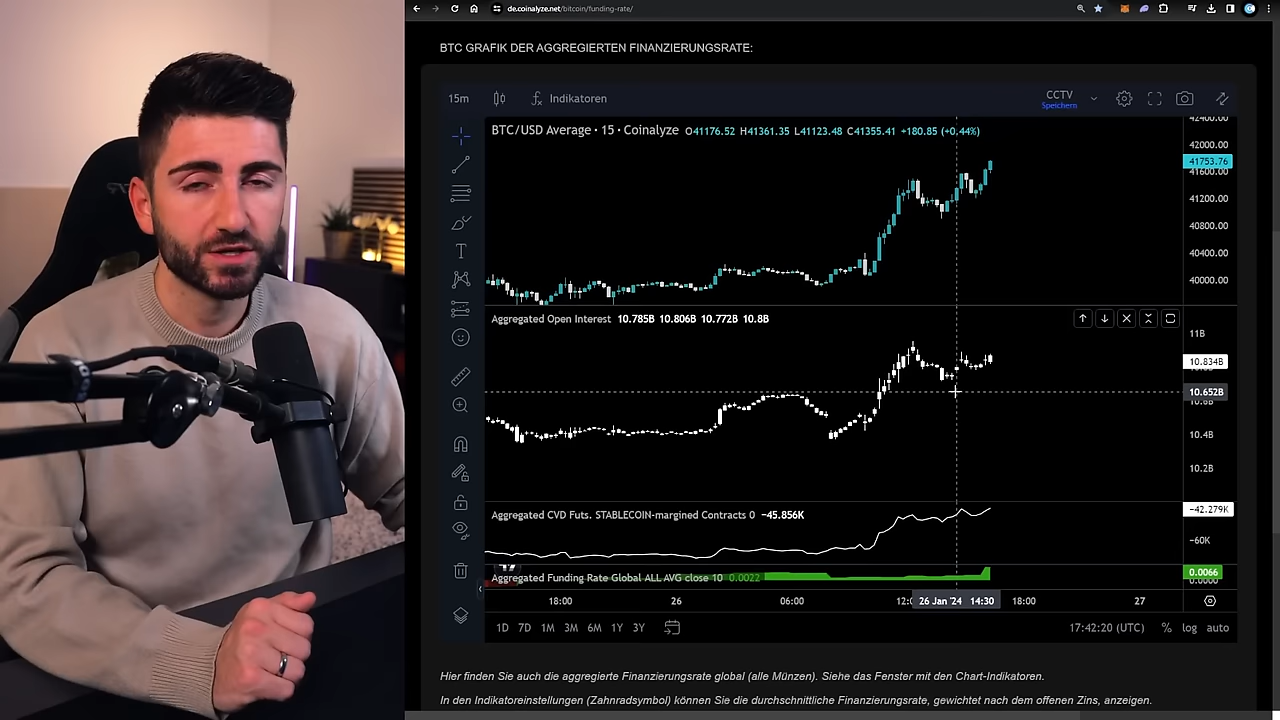 de.coinalyze.net/bitcoin/funding-rate/
BTC GRAFIK DER AGGREGIERTEN FINANZIERUNGSRATE:
15m
Indikatoren
CCTV
Speichern
BTC/USD Average · 15 · Coinalyze O41176.52 H41361.35 L41123.48 C41355.41 +180.85 (+0.44%)
42400.00
42000.00
41753.76
41600.00
41200.00
40800.00
40400.00
40000.00
Aggregated Open Interest 10.785B 10.806B 10.772B 10.8B
11B
10.834B
10.652B
10.4B
10.2B
Aggregated CVD Futs. STABLECOIN-margined Contracts 0 −45.856K
−42.279K
−60K
Aggregated Funding Rate Global ALL AVG close 10 0.0022
0.0066
0.0000
18:00 26 06:00 12:0 26 Jan '24 14:30 18:00 27
1D 7D 1M 3M 6M 1Y 3Y 17:42:20 (UTC) % log auto
Hier finden Sie auch die aggregierte Finanzierungsrate global (alle Münzen). Siehe das Fenster mit den Chart-Indikatoren.
In den Indikatoreinstellungen (Zahnradsymbol) können Sie die durchschnittliche Finanzierungsrate, gewichtet nach dem offenen Zins, anzeigen.